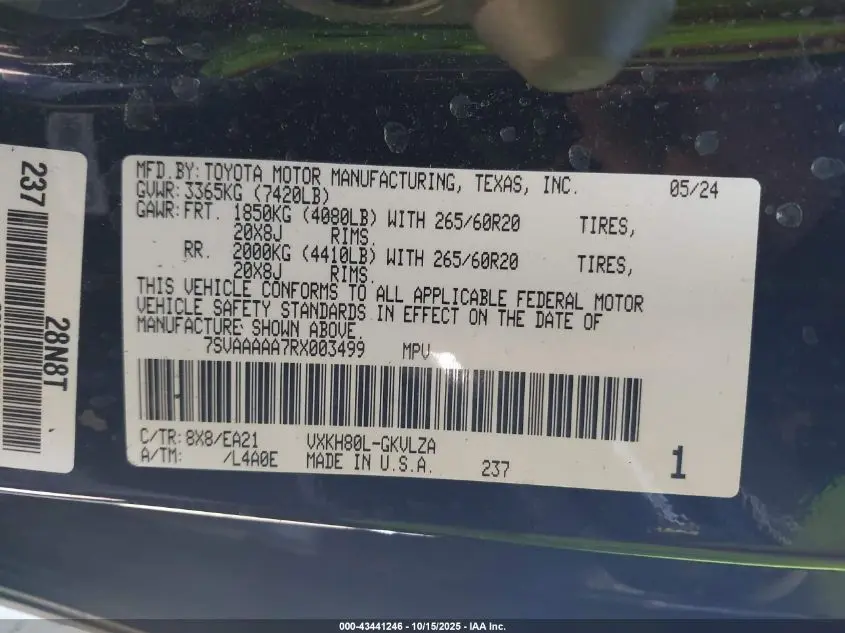 237
28N8T
MFD.BY:TOYOTA MOTOR MANUFACTURING, TEXAS, INC. 05/24
GVWR:3365KG (7420LB)
GAWR:FRT. 1850KG (4080LB) WITH 265/60R20 TIRES,
20X8J RIMS.
RR. 2000KG (4410LB) WITH 265/60R20 TIRES,
20X8J RIMS.
THIS VEHICLE CONFORMS TO ALL APPLICABLE FEDERAL MOTOR
VEHICLE SAFETY STANDARDS IN EFFECT ON THE DATE OF
MANUFACTURE SHOWN ABOVE.
7SVAAAAA7RX003499 MPV
C/TR:8X8/EA21 VXKH80L-GKVLZA
A/TM: /L4A0E MADE IN U.S.A. 237 1
000-43441246 - 10/15/2025 - IAA Inc.